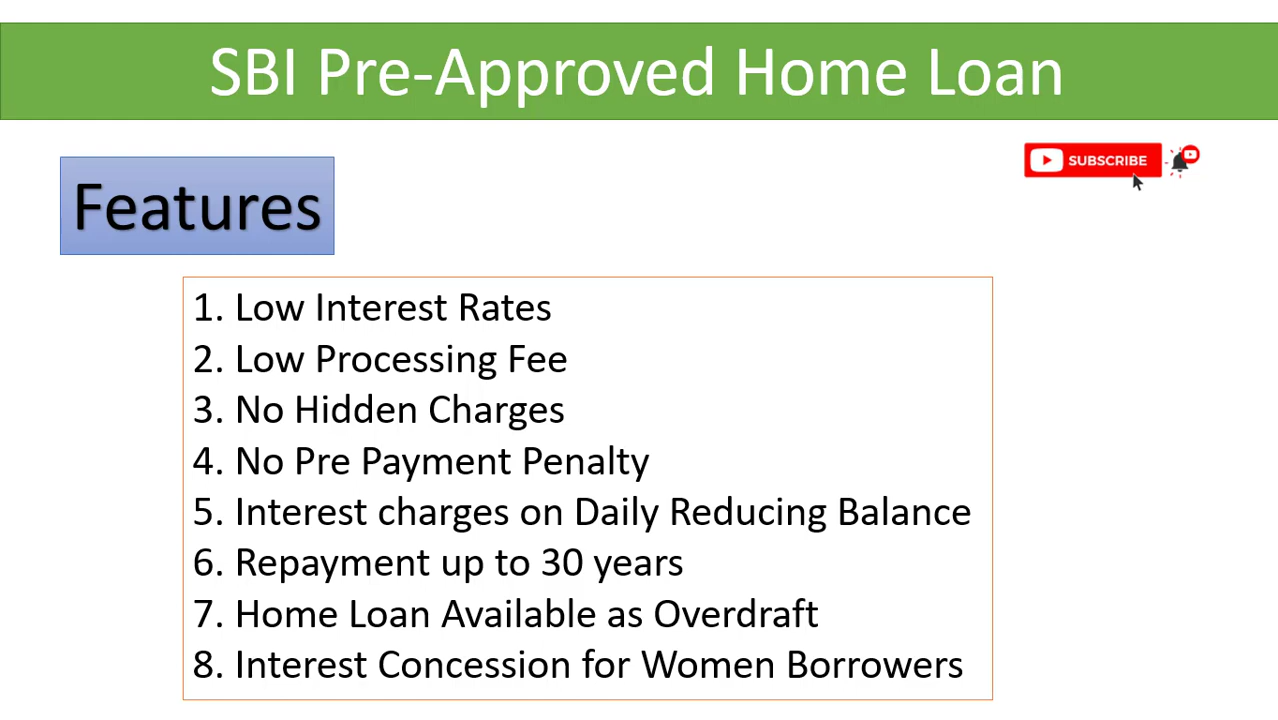 SBI Pre-Approved Home Loan
SUBSCRIBE
Features
1. Low Interest Rates
2. Low Processing Fee
3. No Hidden Charges
4. No Pre Payment Penalty
5. Interest charges on Daily Reducing Balance
6. Repayment up to 30 years
7. Home Loan Available as Overdraft
8. Interest Concession for Women Borrowers